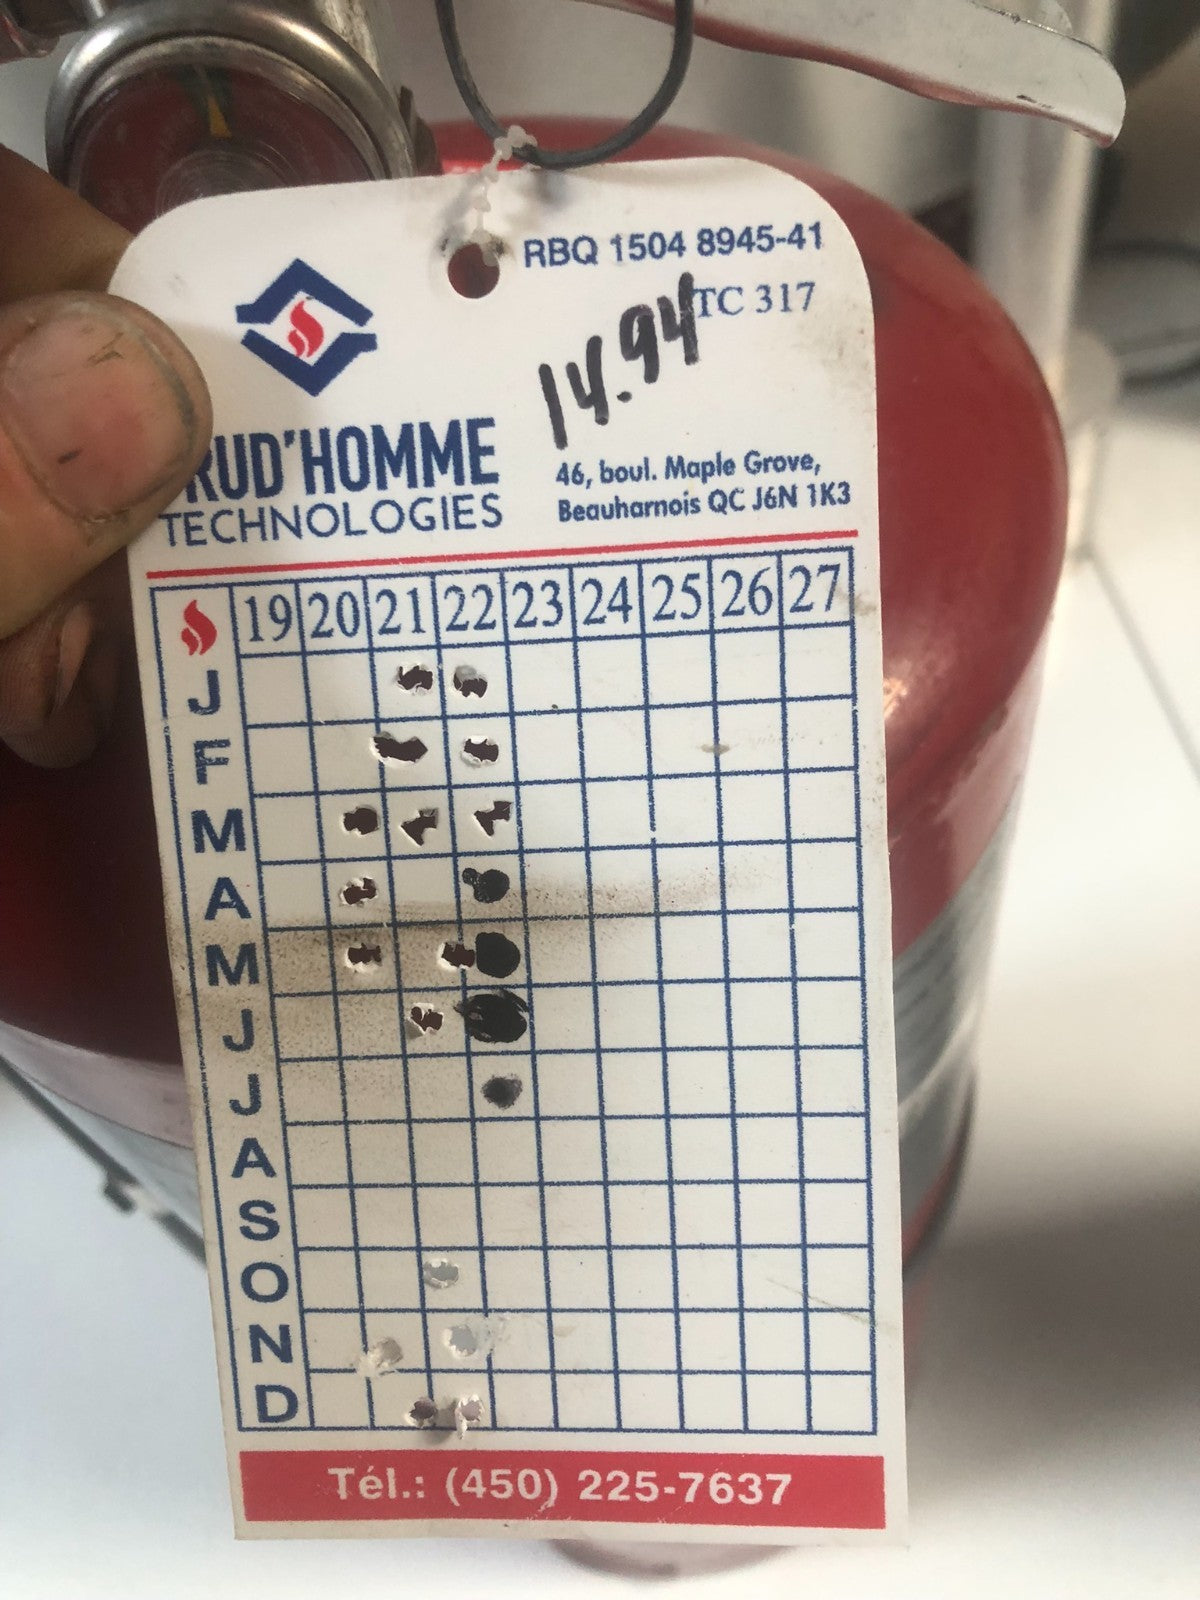 RBQ 1504 8945-41
TC 317
14.94
RUD'HOMME
TECHNOLOGIES
46, boul. Maple Grove,
Beauharnois QC J6N 1K3
19 20 21 22 23 24 25 26 27
J
F
M
A
M
J
J
A
S
O
N
D
Tél.: (450) 225-7637